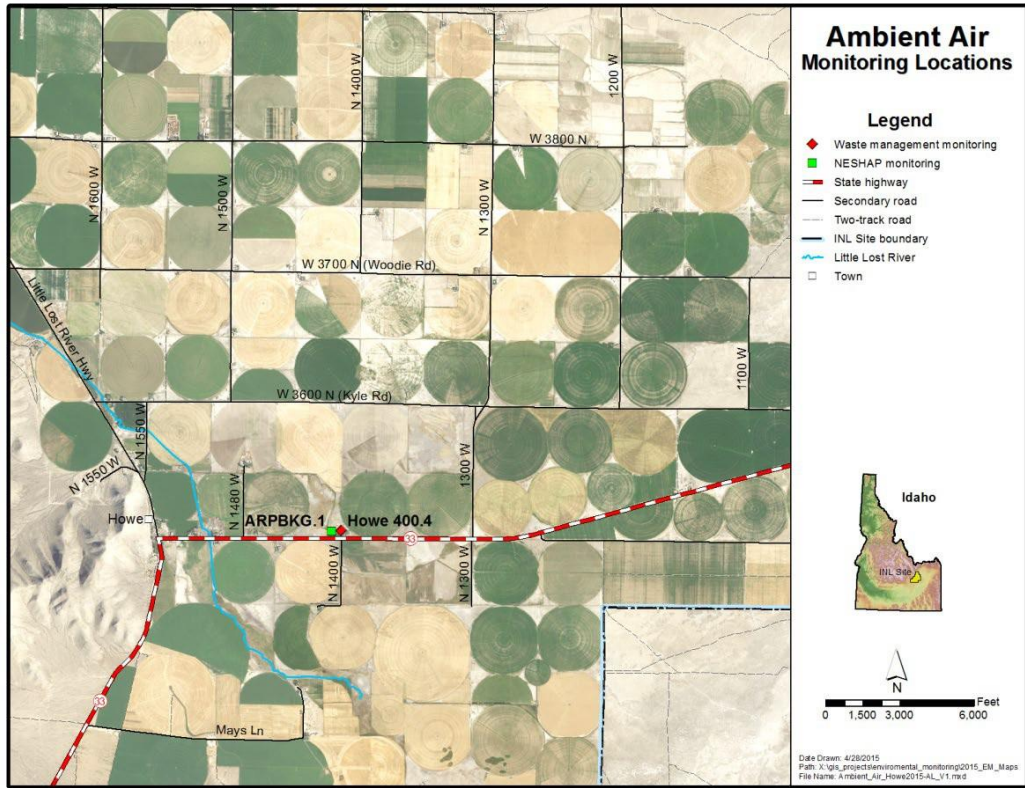 Ambient Air
Monitoring Locations
Legend
Waste management monitoring
NESHAP monitoring
State highway
Secondary road
Two-track road
INL Site boundary
Little Lost River
Town
N 1400 W
1200 W
W 3800 N
N 1600 W
N 1500 W
N 1300 W
W 3700 N (Woodie Rd)
Little Lost River Hwy
1100 W
W 3600 N (Kyle Rd)
N 1550 W
N 1550 W
1300 W
N 1480 W
Howe
ARPBKG.1
Howe 400.4
33
N 1400 W
N 1300 W
33
Mays Ln
Idaho
INL Site
N
Feet
0 1,500 3,000 6,000
Date Drawn: 4/28/2015
Path: X:\gis_projects\enviromental_monitoring\2015_EM_Maps
File Name: Ambient_Air_Howe2015-AL_V1.mxd